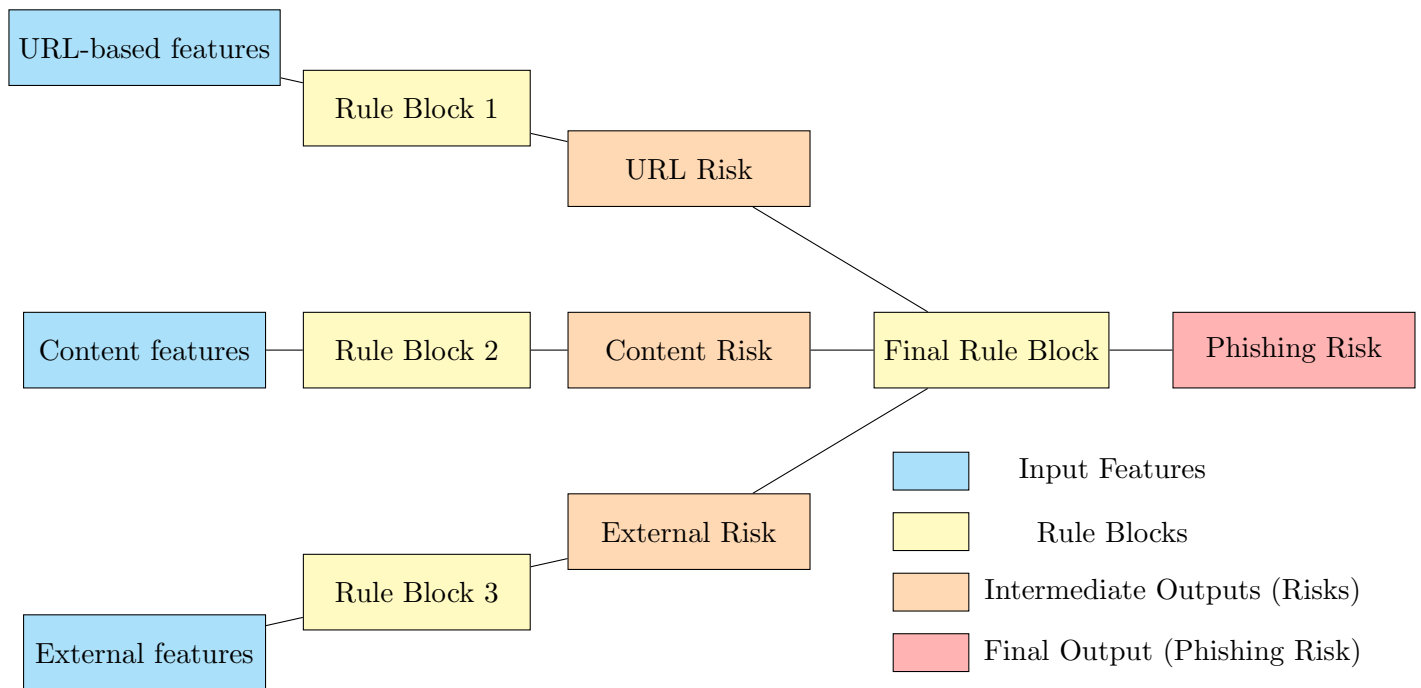 URL-based features
Rule Block 1
URL Risk
Content features
Rule Block 2
Content Risk
Final Rule Block
Phishing Risk
External Risk
Rule Block 3
External features
Input Features
Rule Blocks
Intermediate Outputs (Risks)
Final Output (Phishing Risk)